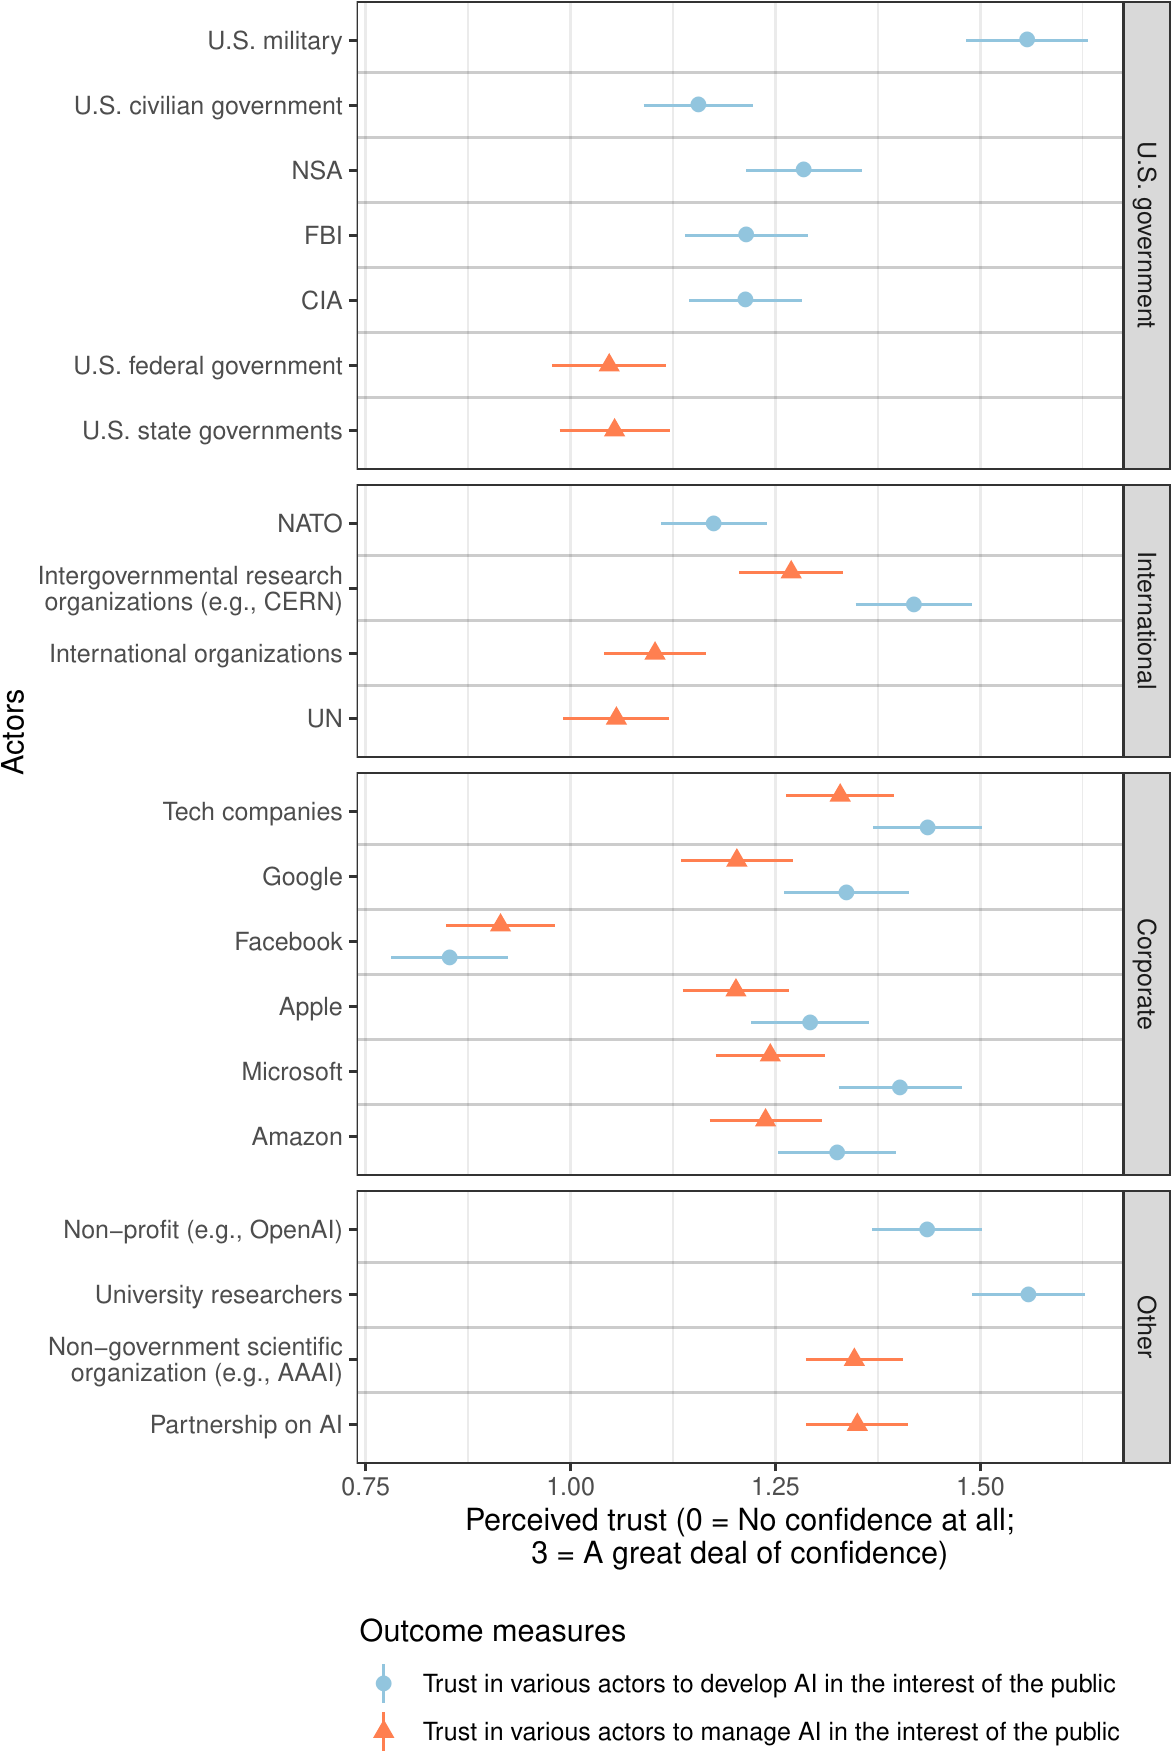 U.S. military
U.S. civilian government
NSA
FBI
CIA
U.S. federal government
U.S. state governments
U.S. government
NATO
Intergovernmental research
organizations (e.g., CERN)
International organizations
UN
International
Actors
Tech companies
Google
Facebook
Apple
Microsoft
Amazon
Corporate
Non−profit (e.g., OpenAI)
University researchers
Non−government scientific
organization (e.g., AAAI)
Partnership on AI
Other
0.75 1.00 1.25 1.50
Perceived trust (0 = No confidence at all;
3 = A great deal of confidence)
Outcome measures
Trust in various actors to develop AI in the interest of the public
Trust in various actors to manage AI in the interest of the public